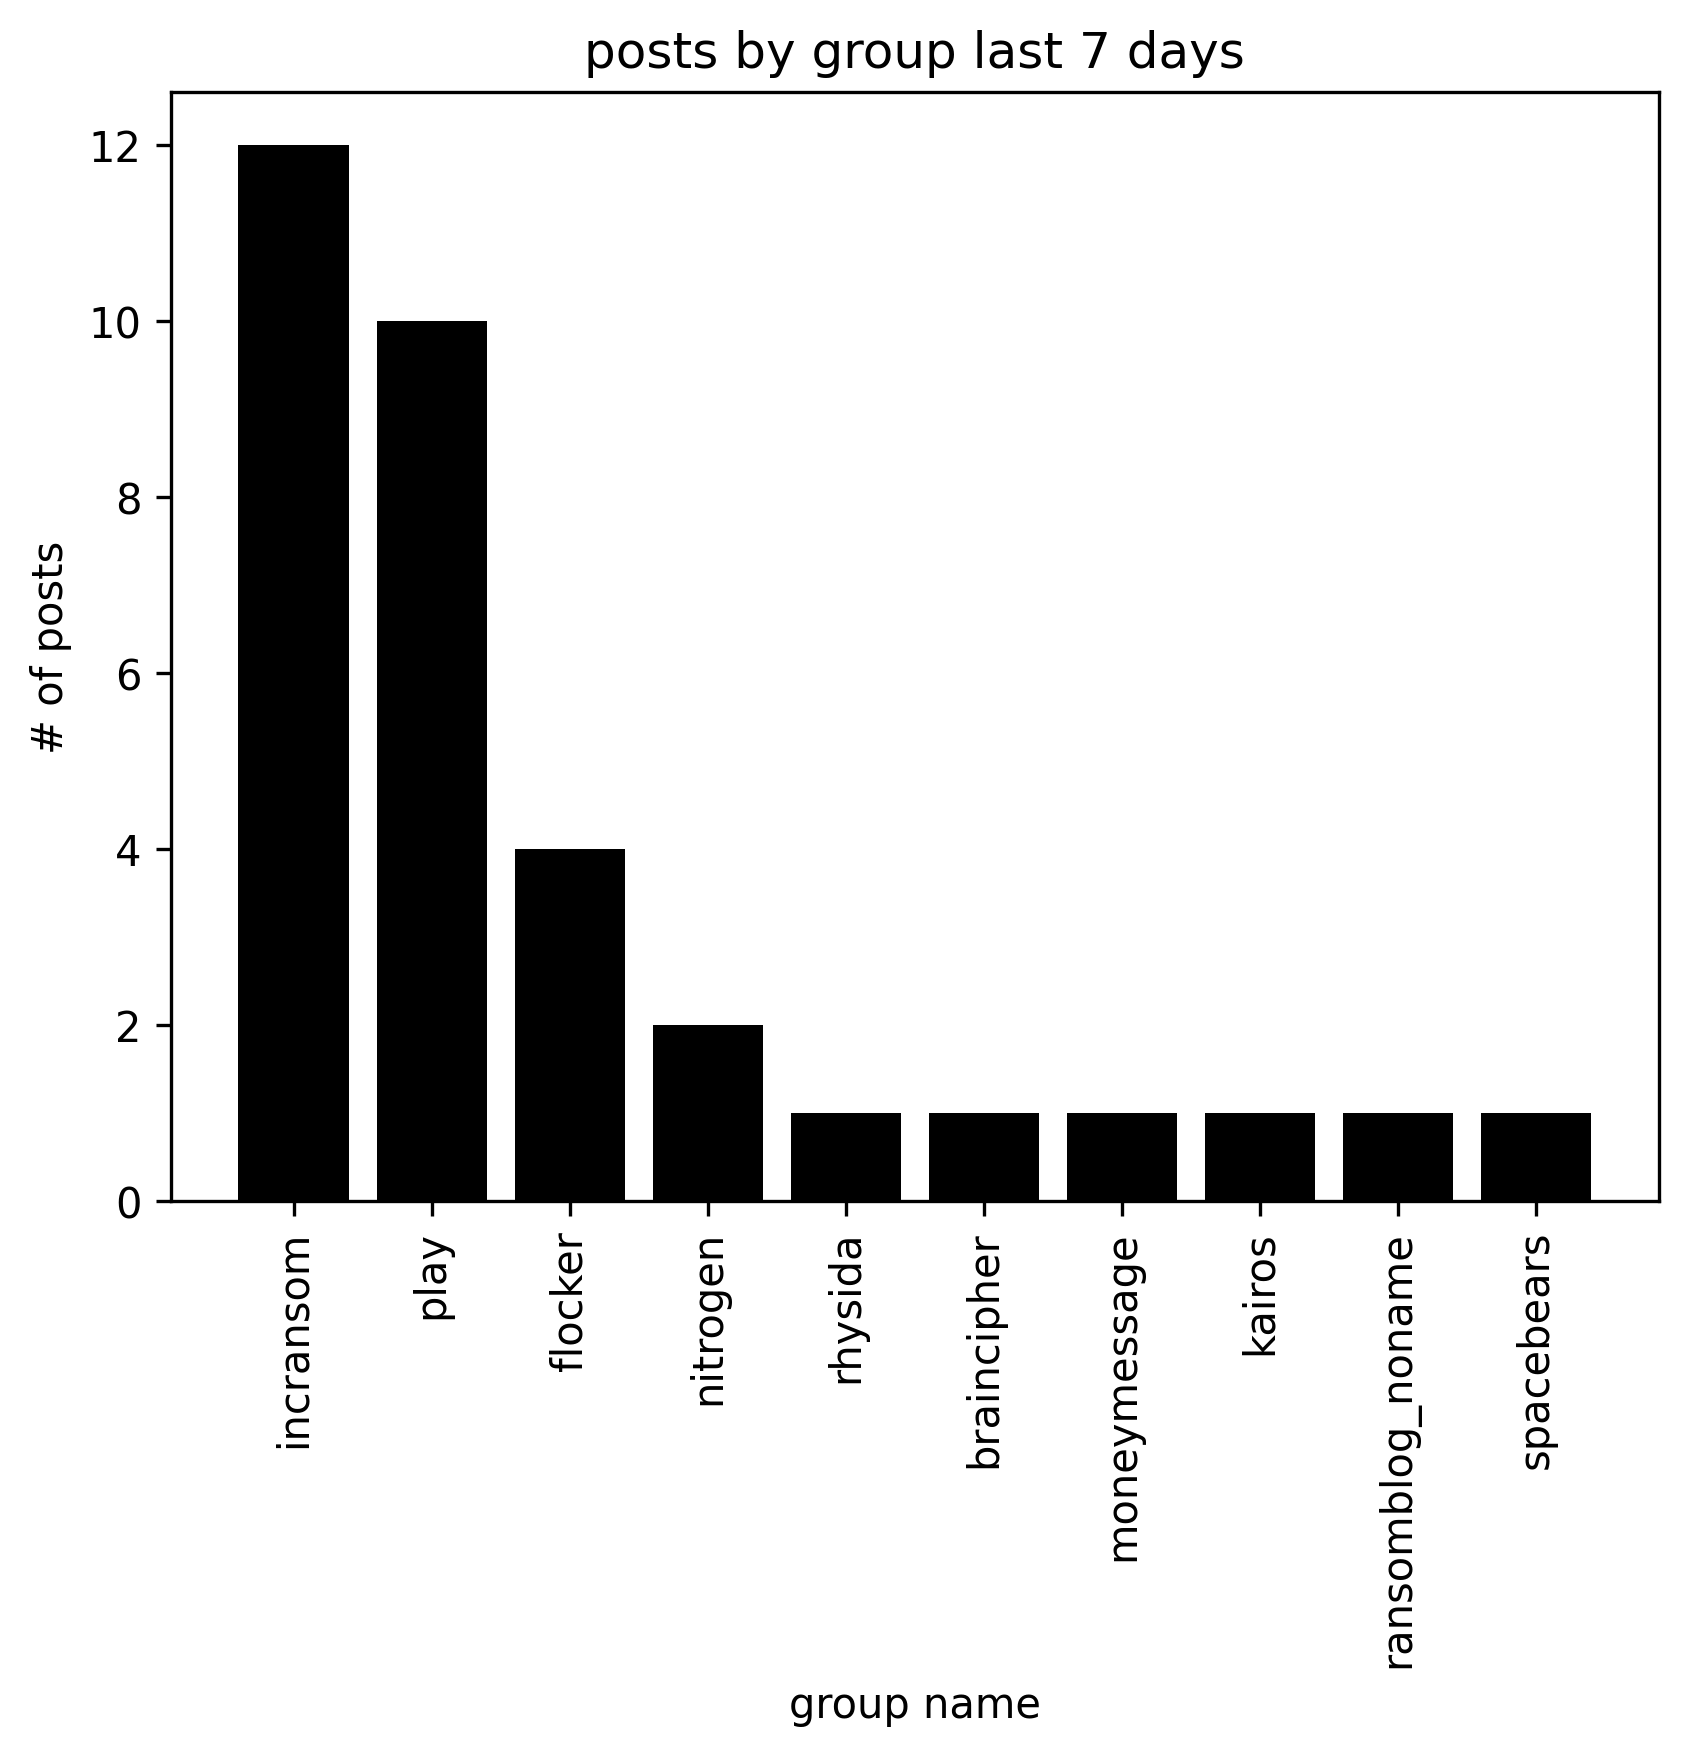 posts by group last 7 days
12
10
8
6
4
2
0
# of posts
incransom
play
flocker
nitrogen
rhysida
braincipher
moneymessage
kairos
ransomblog_noname
spacebears
group name